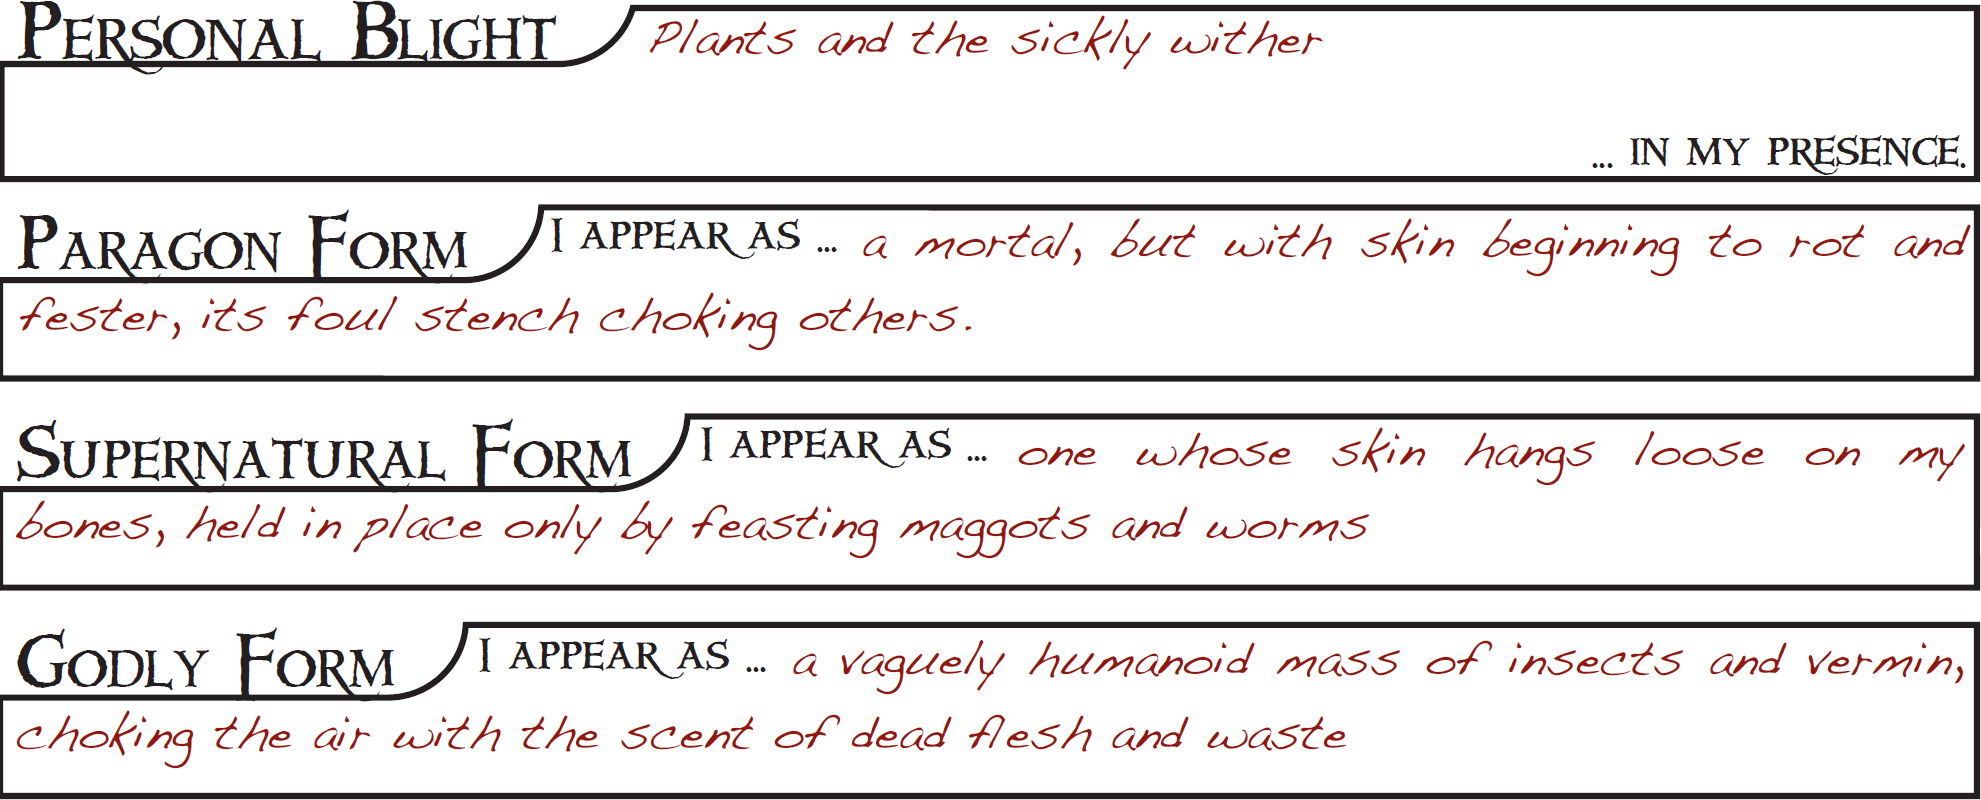 Personal Blight Plants and the sickly wither
... in my presence.
Paragon Form I appear as ... a mortal, but with skin beginning to rot and
fester, its foul stench choking others.
Supernatural Form I appear as ... one whose skin hangs loose on my
bones, held in place only by feasting maggots and worms
Godly Form I appear as ... a vaguely humanoid mass of insects and vermin,
choking the air with the scent of dead flesh and waste